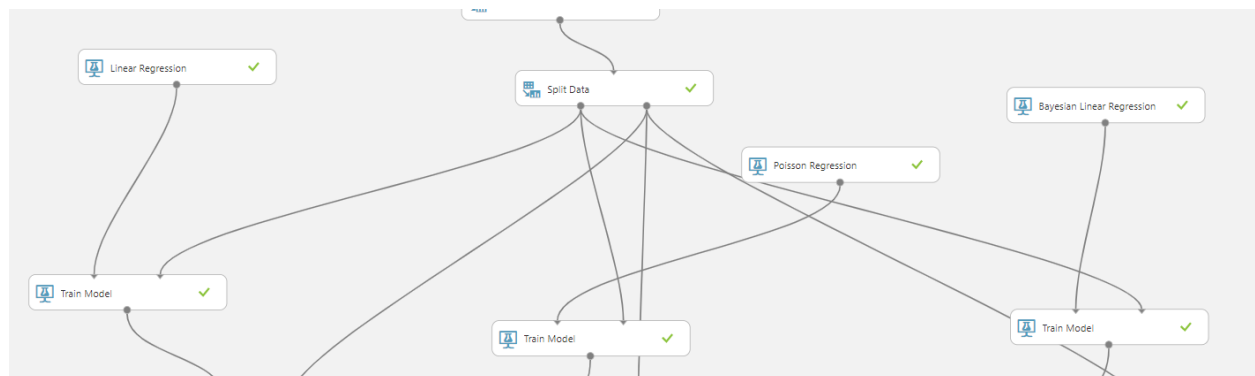 Linear Regression
Split Data
Bayesian Linear Regression
Poisson Regression
Train Model
Train Model
Train Model